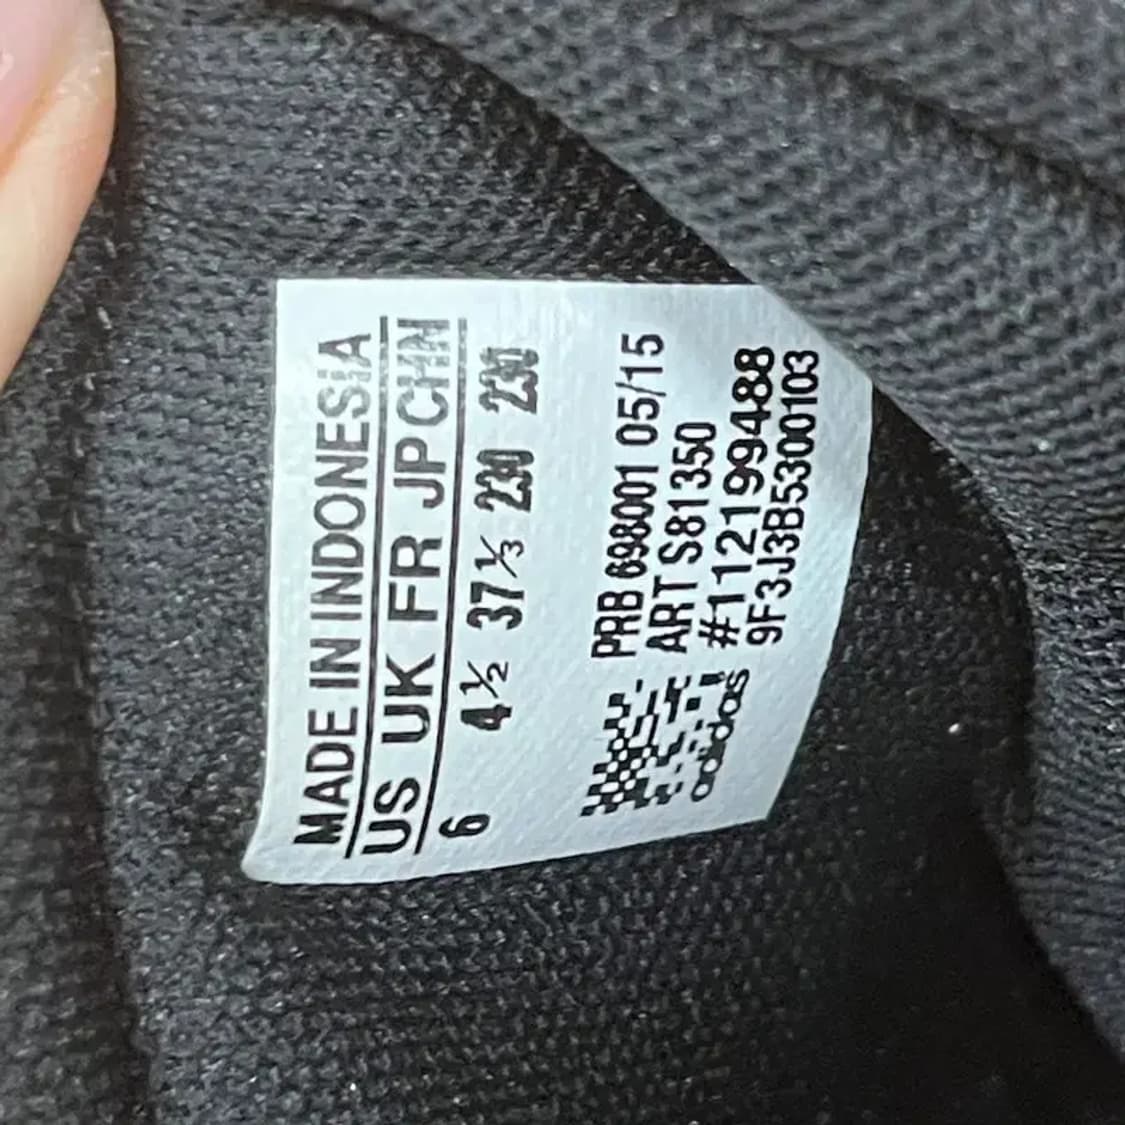 MADE IN INDONESIA
US UK FR JP CHN
6 4½ 37⅓ 230 230
PRB 698001 05/15
ART S81350
#112199488
9F3J3B5300103
adidas